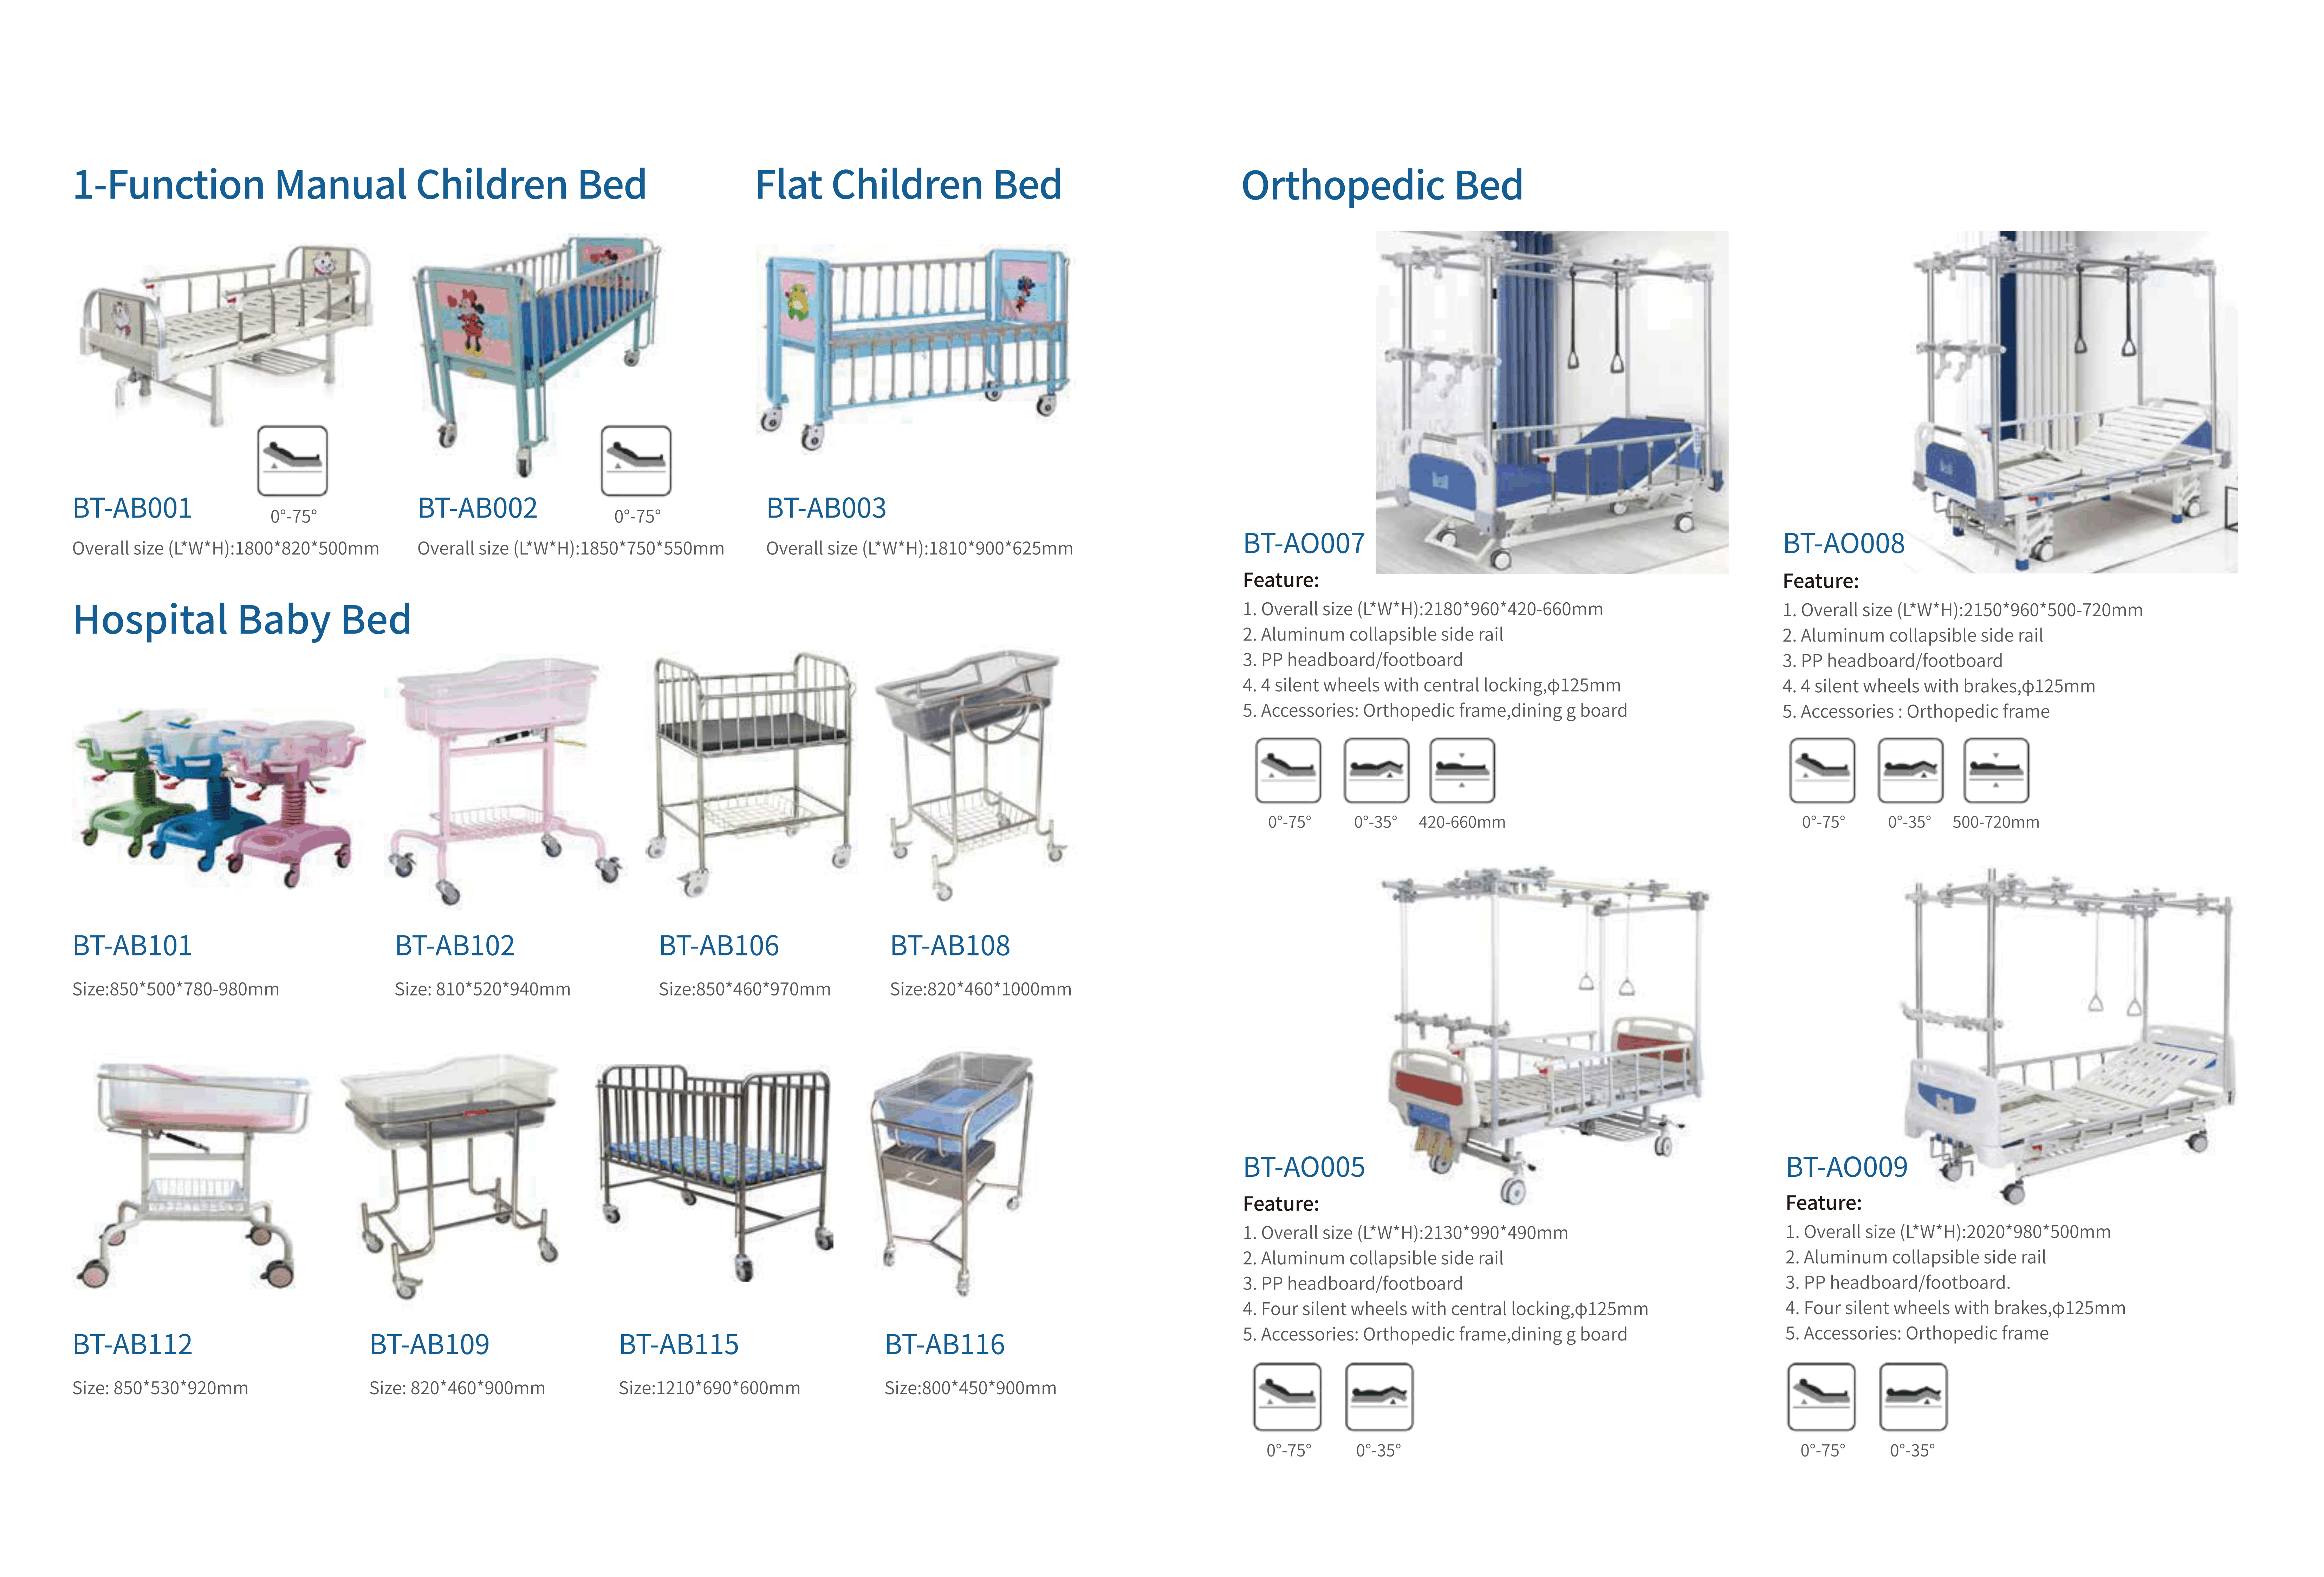 1-Function Manual Children Bed
Flat Children Bed
BT-AB001
0°-75°
Overall size (L*W*H):1800*820*500mm
BT-AB002
0°-75°
Overall size (L*W*H):1850*750*550mm
BT-AB003
Overall size (L*W*H):1810*900*625mm
Hospital Baby Bed
BT-AB101
Size:850*500*780-980mm
BT-AB102
Size: 810*520*940mm
BT-AB106
Size:850*460*970mm
BT-AB108
Size:820*460*1000mm
BT-AB112
Size: 850*530*920mm
BT-AB109
Size: 820*460*900mm
BT-AB115
Size:1210*690*600mm
BT-AB116
Size:800*450*900mm
Orthopedic Bed
BT-AO007
Feature:
1. Overall size (L*W*H):2180*960*420-660mm
2. Aluminum collapsible side rail
3. PP headboard/footboard
4. 4 silent wheels with central locking,φ125mm
5. Accessories: Orthopedic frame,dining g board
0°-75°
0°-35°
420-660mm
BT-AO008
Feature:
1. Overall size (L*W*H):2150*960*500-720mm
2. Aluminum collapsible side rail
3. PP headboard/footboard
4. 4 silent wheels with brakes,φ125mm
5. Accessories : Orthopedic frame
0°-75°
0°-35°
500-720mm
BT-AO005
Feature:
1. Overall size (L*W*H):2130*990*490mm
2. Aluminum collapsible side rail
3. PP headboard/footboard
4. Four silent wheels with central locking,φ125mm
5. Accessories: Orthopedic frame,dining g board
0°-75°
0°-35°
BT-AO009
Feature:
1. Overall size (L*W*H):2020*980*500mm
2. Aluminum collapsible side rail
3. PP headboard/footboard.
4. Four silent wheels with brakes,φ125mm
5. Accessories: Orthopedic frame
0°-75°
0°-35°